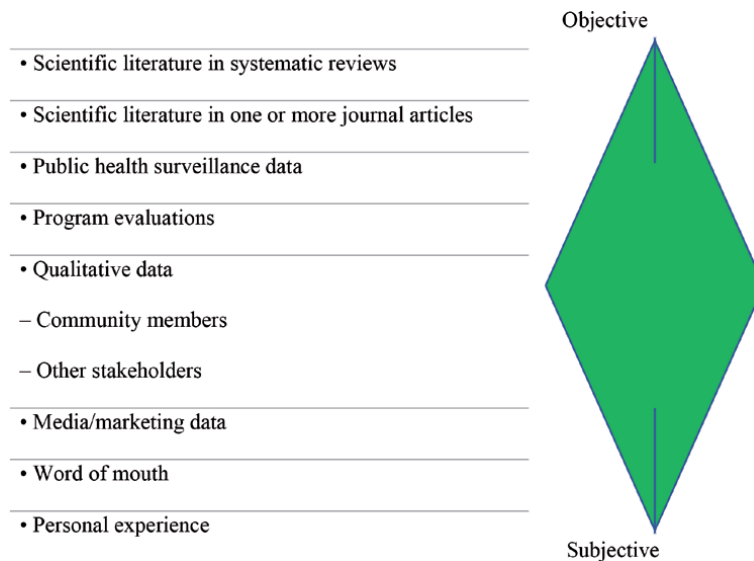 Objective
• Scientific literature in systematic reviews
• Scientific literature in one or more journal articles
• Public health surveillance data
• Program evaluations
• Qualitative data
– Community members
– Other stakeholders
• Media/marketing data
• Word of mouth
• Personal experience
Subjective